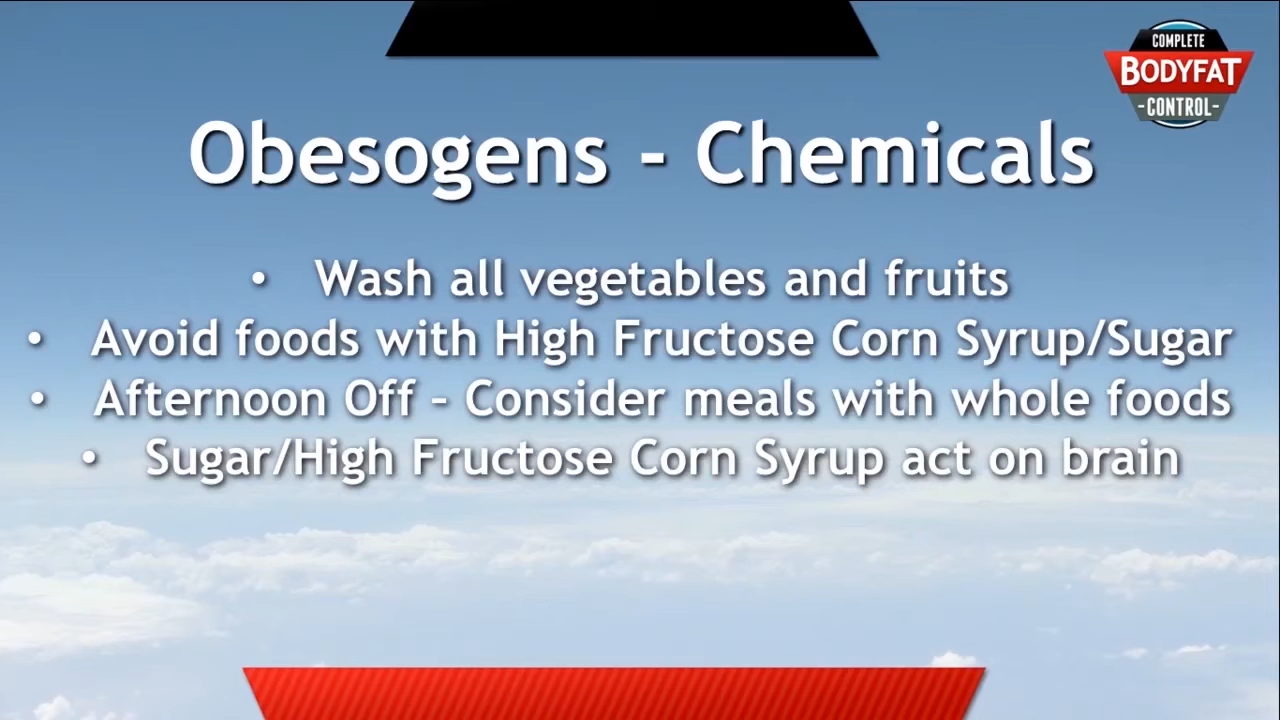 COMPLETE
BODYFAT
-CONTROL-
Obesogens - Chemicals
• Wash all vegetables and fruits
• Avoid foods with High Fructose Corn Syrup/Sugar
• Afternoon Off – Consider meals with whole foods
• Sugar/High Fructose Corn Syrup act on brain